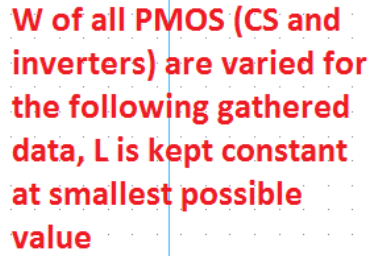 W of all PMOS (CS and
inverters) are varied for
the following gathered
data, L is kept constant
at smallest possible
value